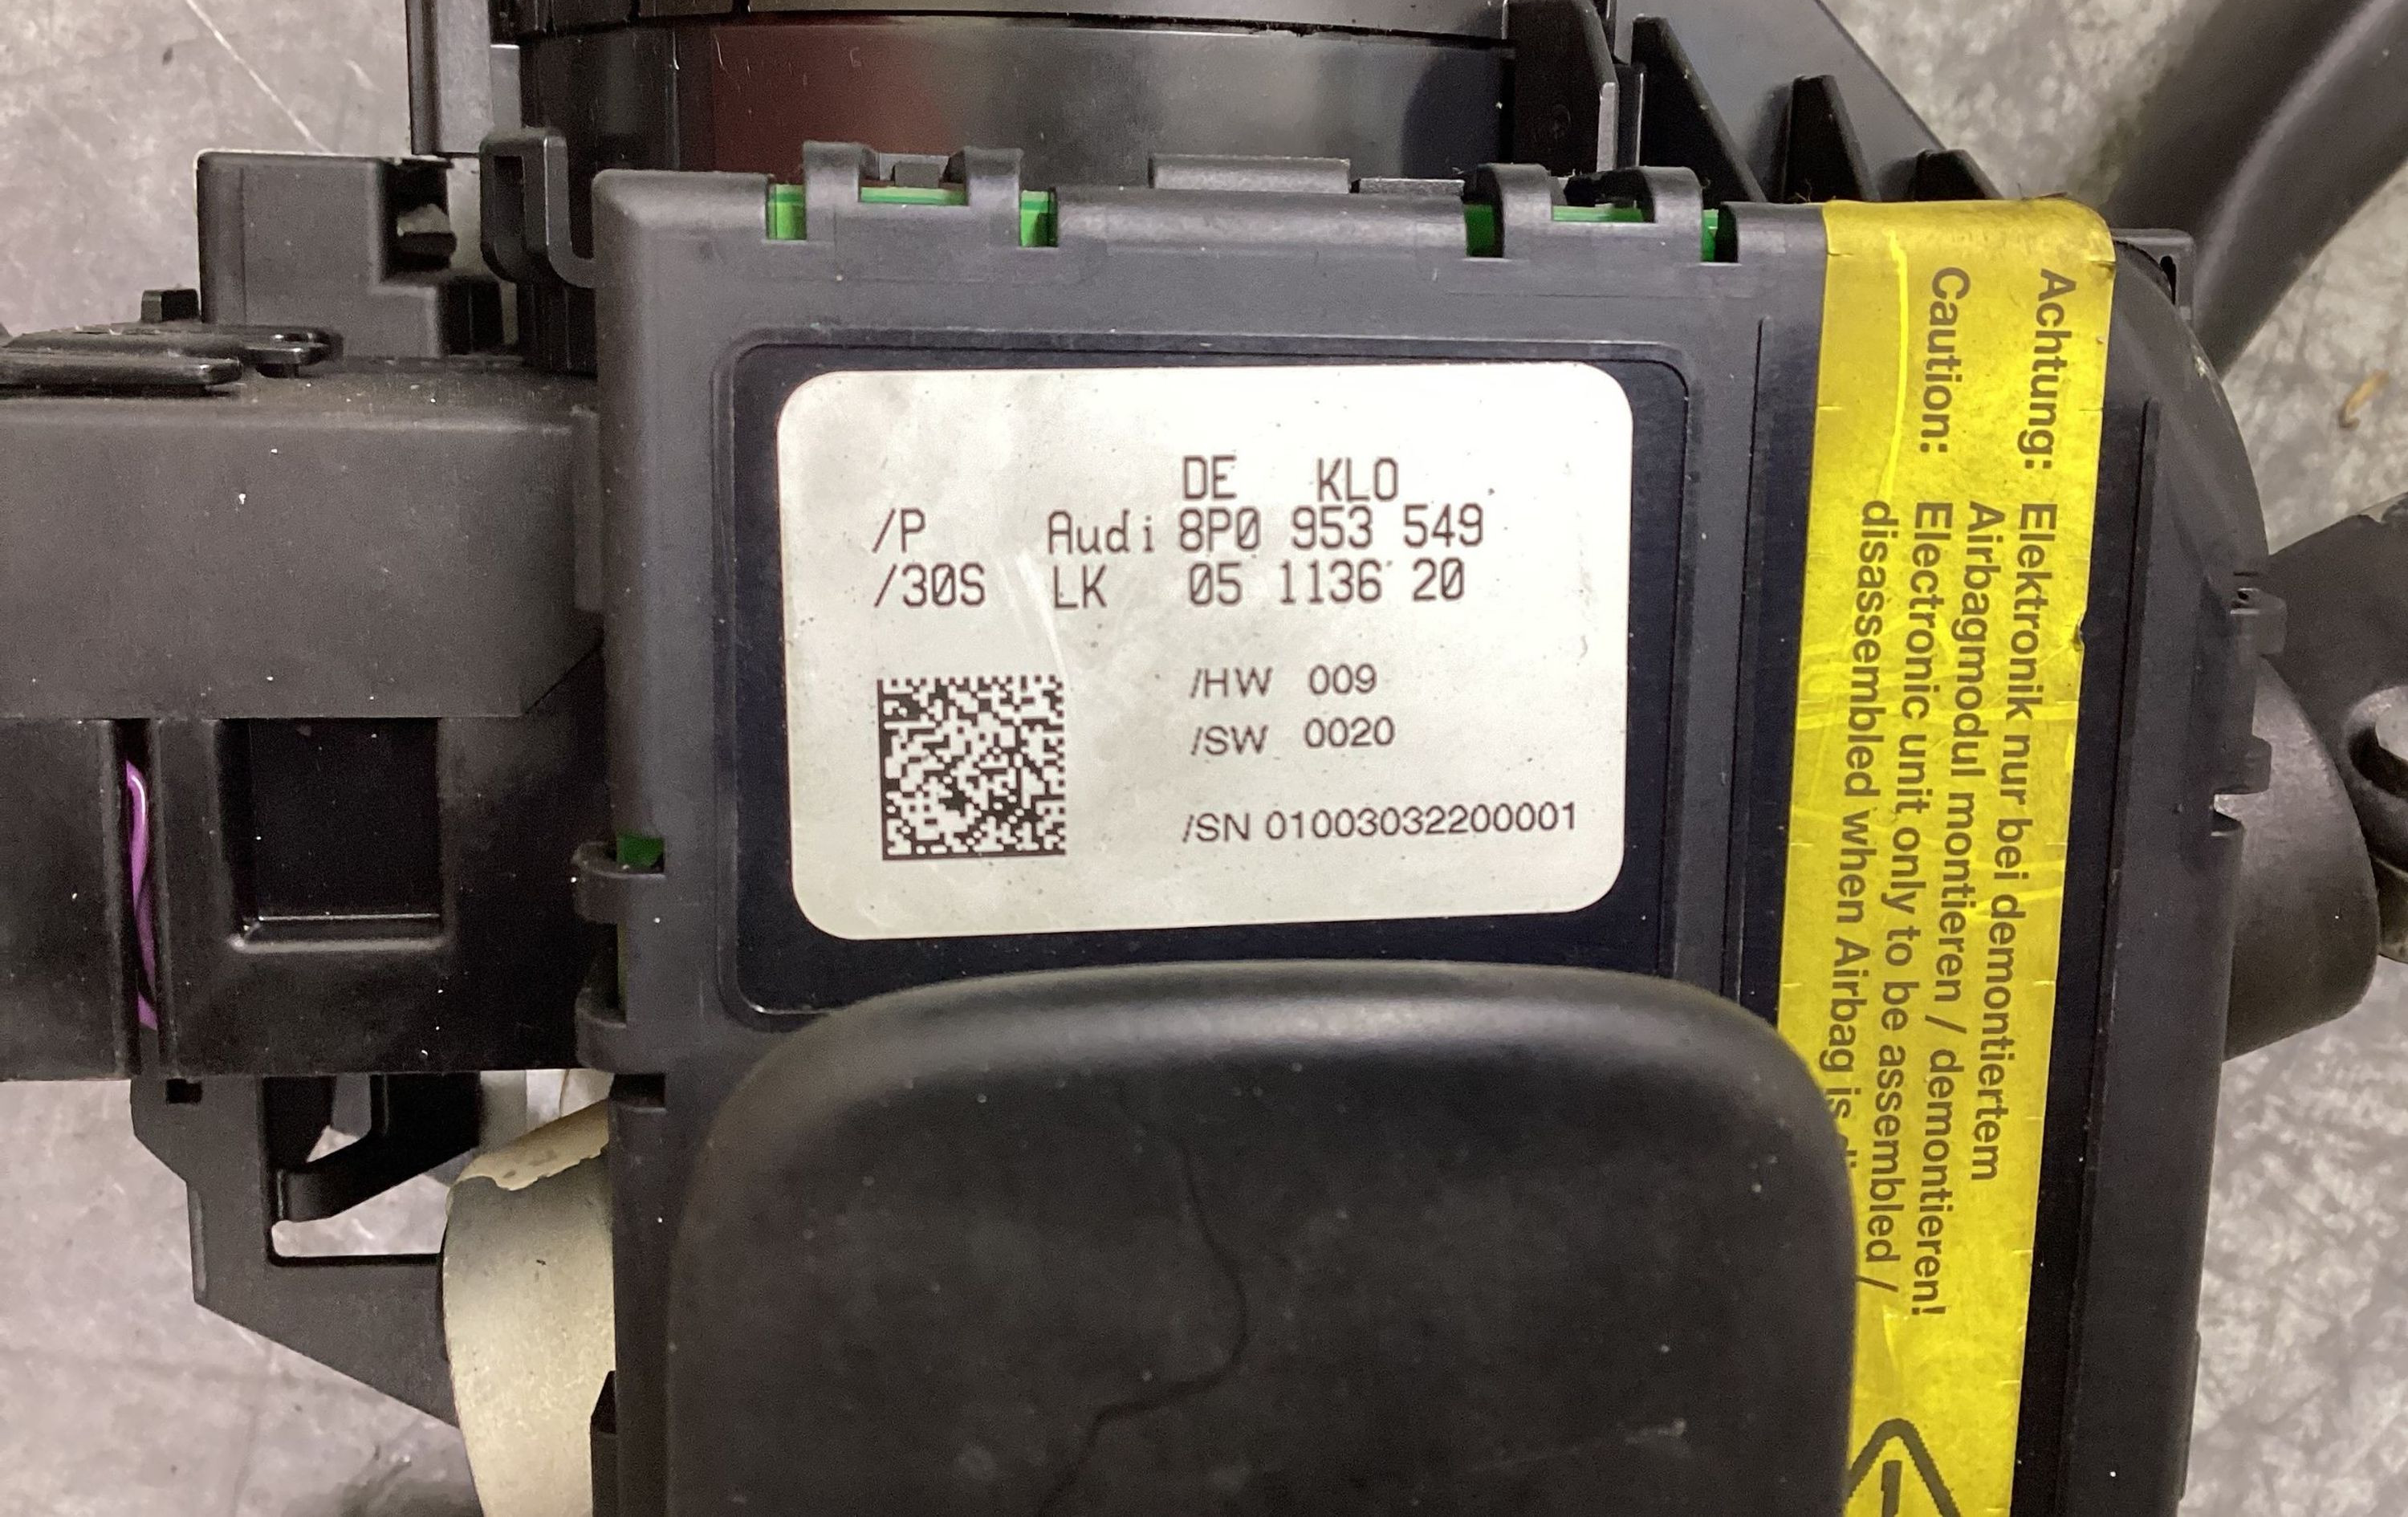 DE KLO
/P Audi 8P0 953 549
/30S LK 05 1136 20
/HW 009
/SW 0020
/SN 01003032200001
Achtung: Elektronik nur bei demontiertem
Airbagmodul montieren / demontieren!
Caution: Electronic unit only to be assembled /
disassembled when Airbag is